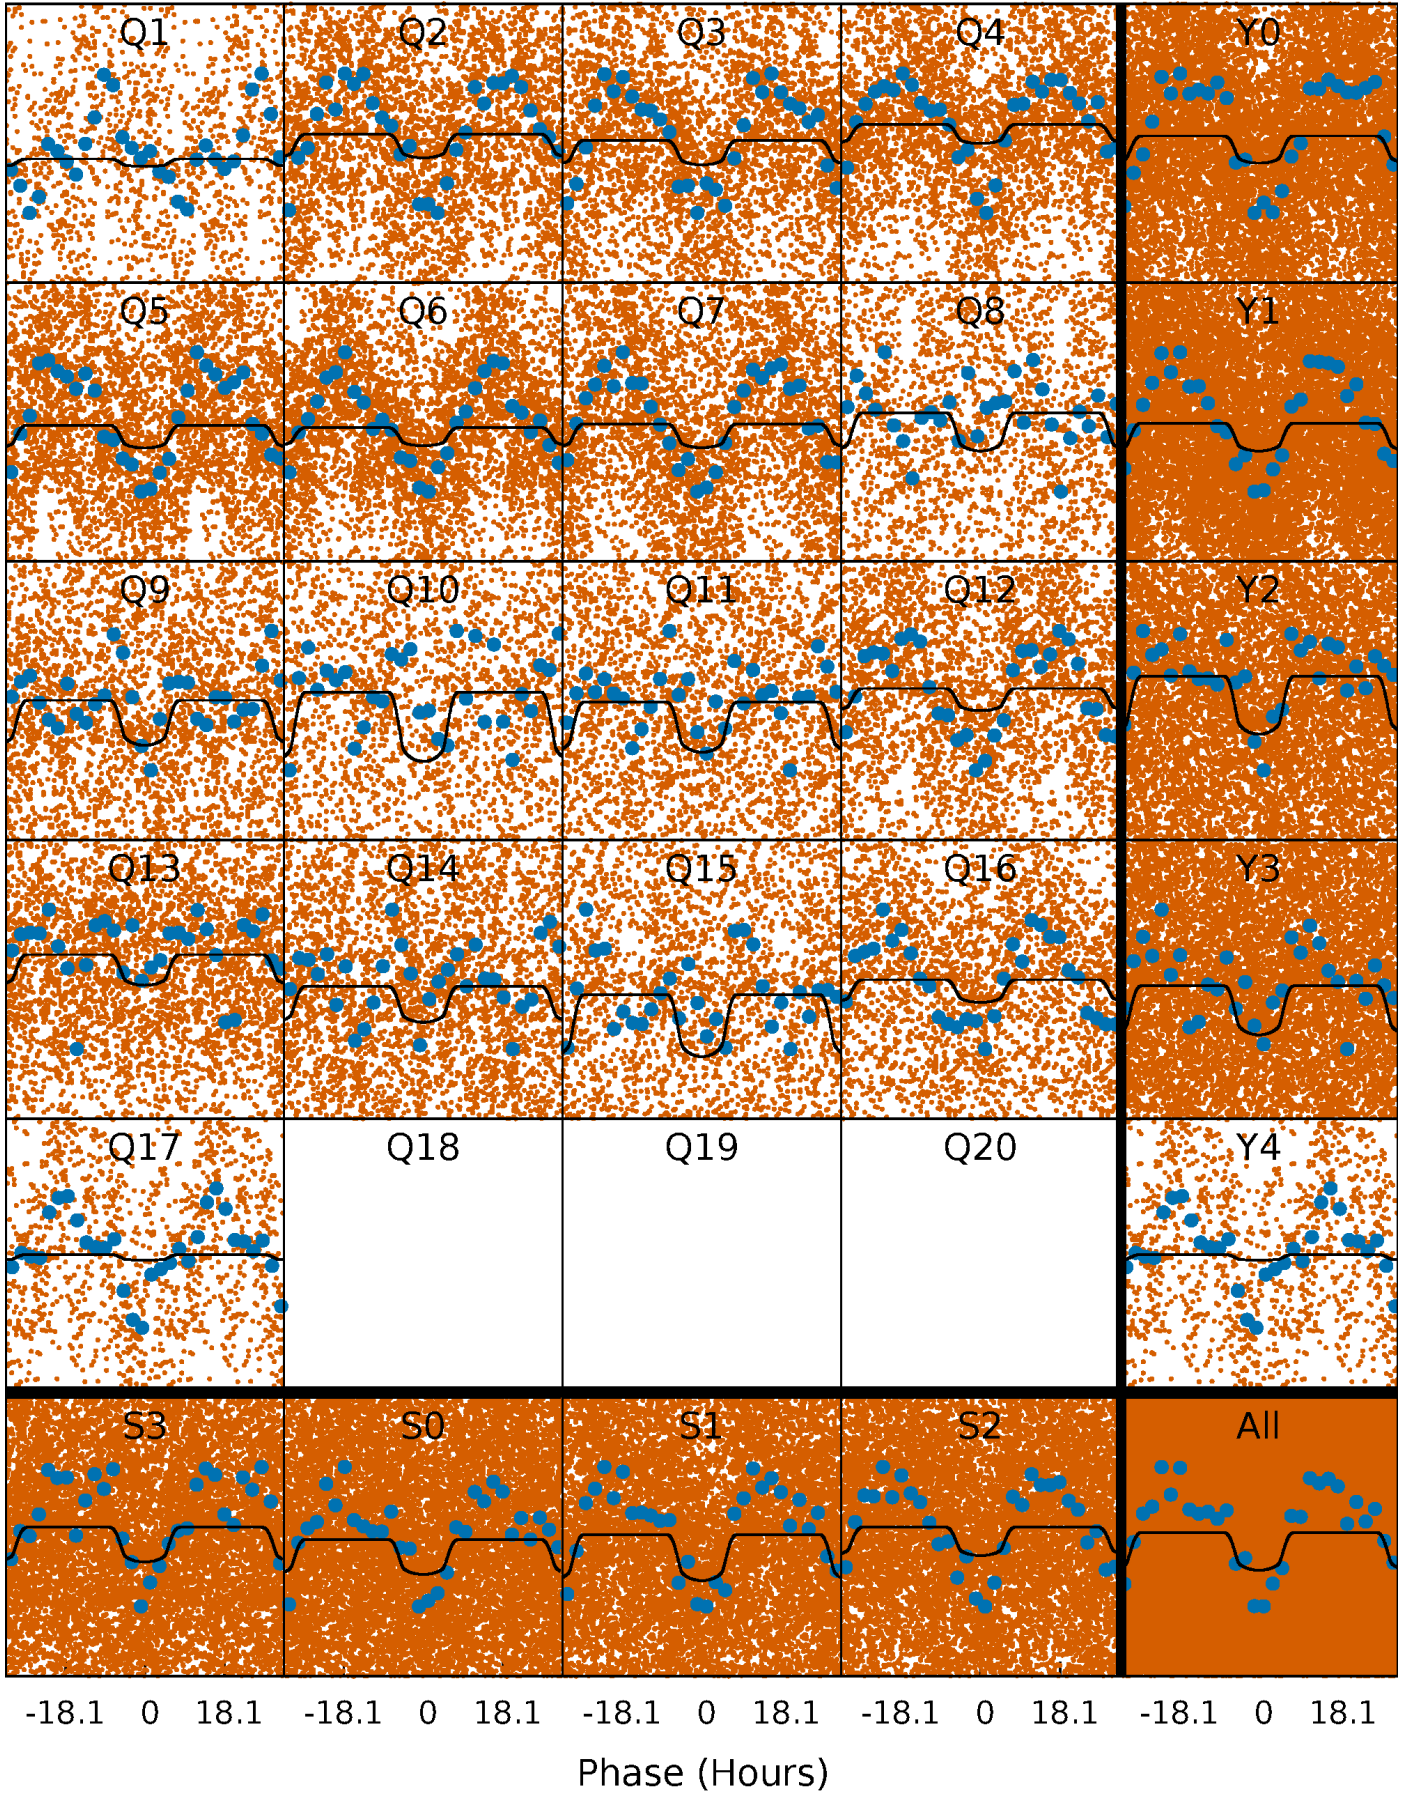 Q1 Q2 Q3 Q4 Y0
Q5 Q6 Q7 Q8 Y1
Q9 Q10 Q11 Q12 Y2
Q13 Q14 Q15 Q16 Y3
Q17 Q18 Q19 Q20 Y4
S3 S0 S1 S2 All
-18.1 0 18.1 -18.1 0 18.1 -18.1 0 18.1 -18.1 0 18.1 -18.1 0 18.1
Phase (Hours)